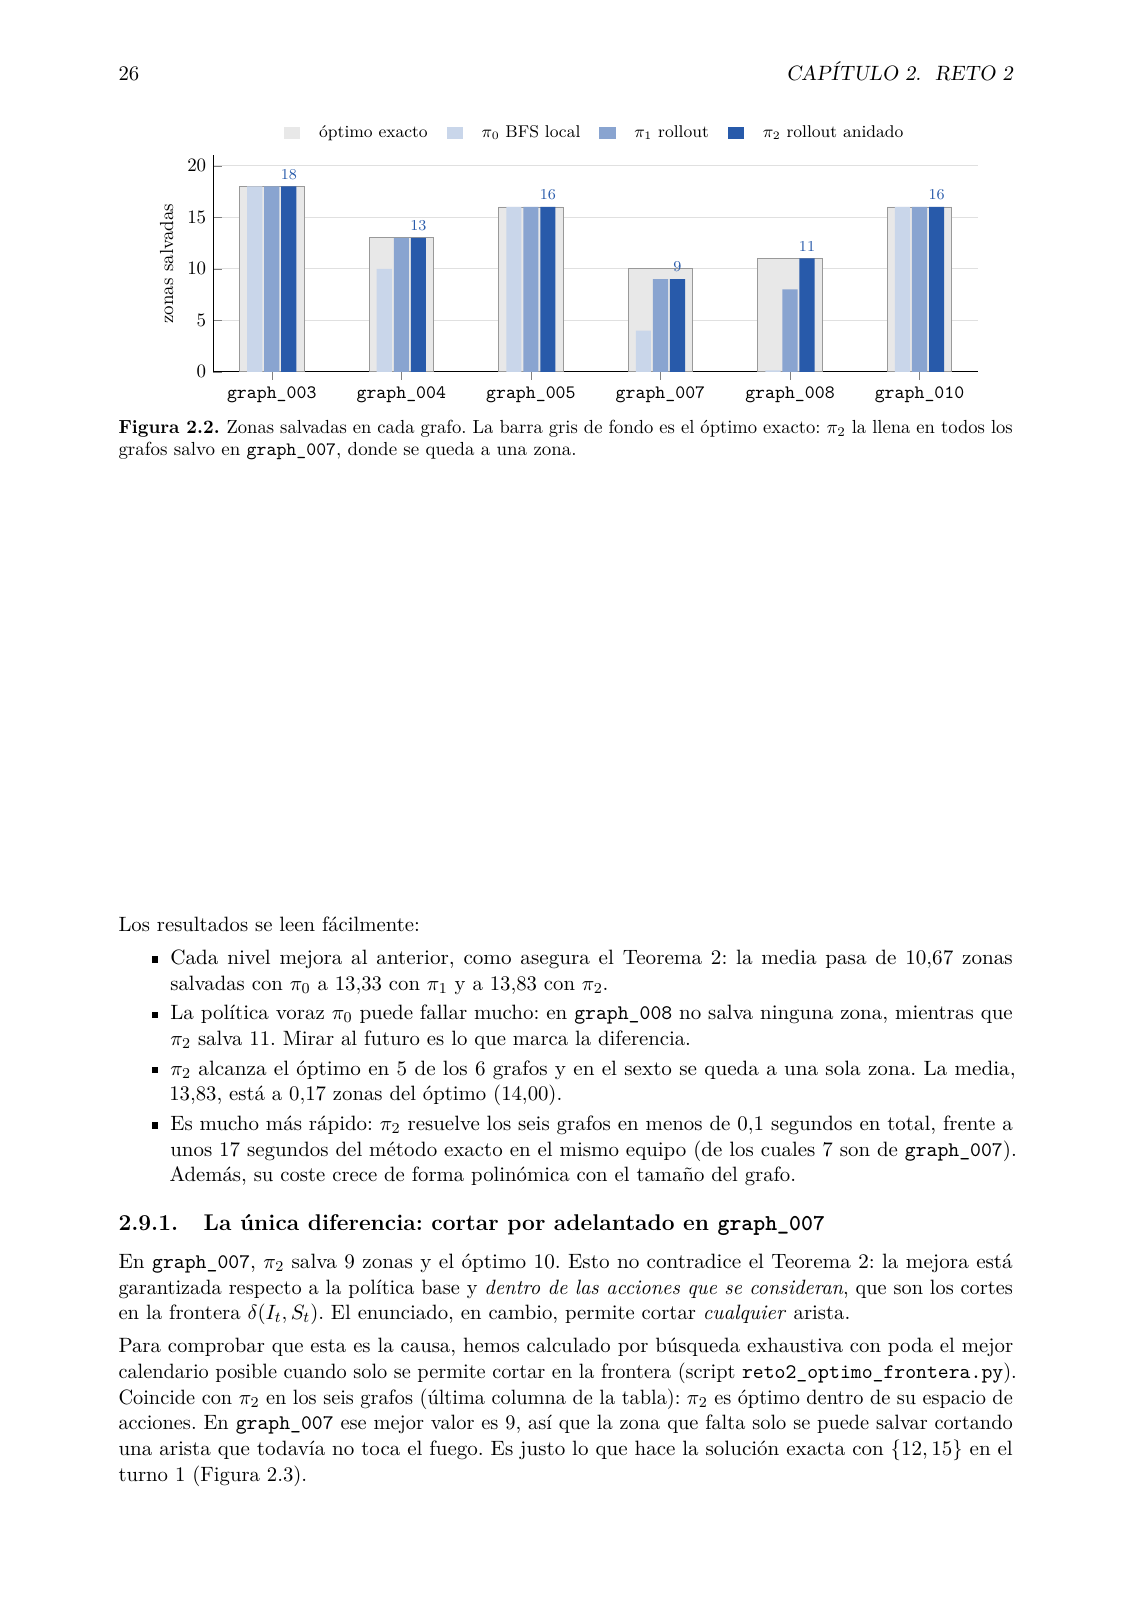 26 CAPÍTULO 2. RETO 2
óptimo exacto π0 BFS local π1 rollout π2 rollout anidado
zonas salvadas
20
15
10
5
0
18
13
16
9
11
16
graph_003 graph_004 graph_005 graph_007 graph_008 graph_010
Figura 2.2. Zonas salvadas en cada grafo. La barra gris de fondo es el óptimo exacto: π2 la llena en todos los
grafos salvo en graph_007, donde se queda a una zona.
Los resultados se leen fácilmente:
▪ Cada nivel mejora al anterior, como asegura el Teorema 2: la media pasa de 10,67 zonas
salvadas con π0 a 13,33 con π1 y a 13,83 con π2.
▪ La política voraz π0 puede fallar mucho: en graph_008 no salva ninguna zona, mientras que
π2 salva 11. Mirar al futuro es lo que marca la diferencia.
▪ π2 alcanza el óptimo en 5 de los 6 grafos y en el sexto se queda a una sola zona. La media,
13,83, está a 0,17 zonas del óptimo (14,00).
▪ Es mucho más rápido: π2 resuelve los seis grafos en menos de 0,1 segundos en total, frente a
unos 17 segundos del método exacto en el mismo equipo (de los cuales 7 son de graph_007).
Además, su coste crece de forma polinómica con el tamaño del grafo.
2.9.1. La única diferencia: cortar por adelantado en graph_007
En graph_007, π2 salva 9 zonas y el óptimo 10. Esto no contradice el Teorema 2: la mejora está
garantizada respecto a la política base y dentro de las acciones que se consideran, que son los cortes
en la frontera δ(It, St). El enunciado, en cambio, permite cortar cualquier arista.
Para comprobar que esta es la causa, hemos calculado por búsqueda exhaustiva con poda el mejor
calendario posible cuando solo se permite cortar en la frontera (script reto2_optimo_frontera.py).
Coincide con π2 en los seis grafos (última columna de la tabla): π2 es óptimo dentro de su espacio de
acciones. En graph_007 ese mejor valor es 9, así que la zona que falta solo se puede salvar cortando
una arista que todavía no toca el fuego. Es justo lo que hace la solución exacta con {12, 15} en el
turno 1 (Figura 2.3).